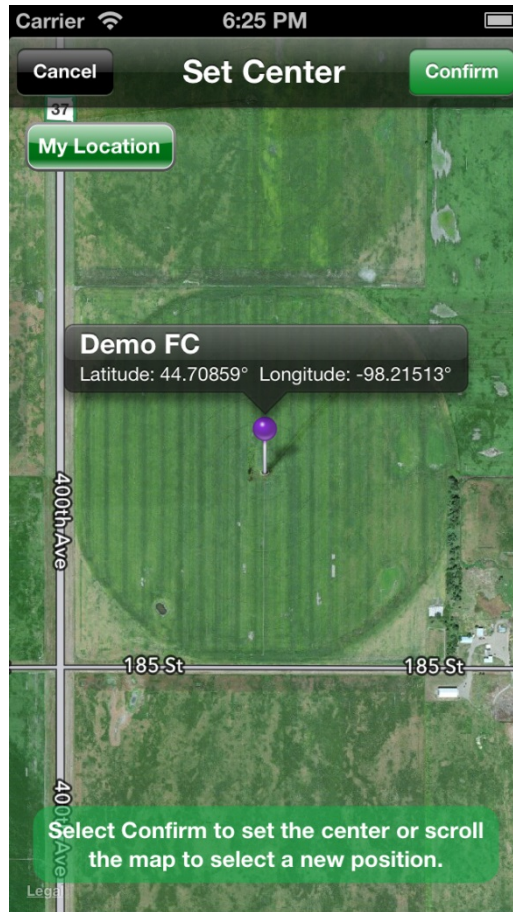 Carrier 6:25 PM
Cancel Set Center Confirm
37
My Location
Demo FC
Latitude: 44.70859° Longitude: -98.21513°
400th Ave
185 St 185 St
400th Ave
Select Confirm to set the center or scroll
the map to select a new position.
Legal